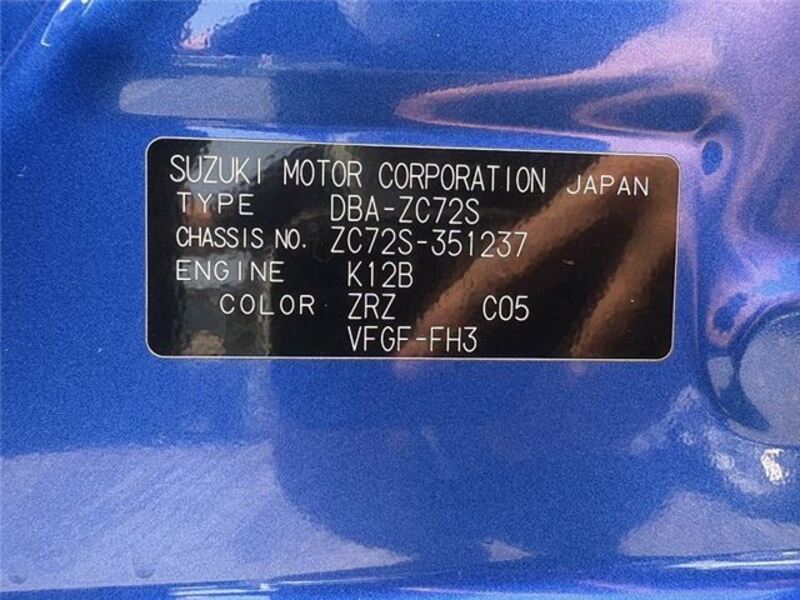 SUZUKI MOTOR CORPORATION JAPAN
TYPE DBA-ZC72S
CHASSIS NO. ZC72S-351237
ENGINE K12B
COLOR ZRZ C05
VFGF-FH3